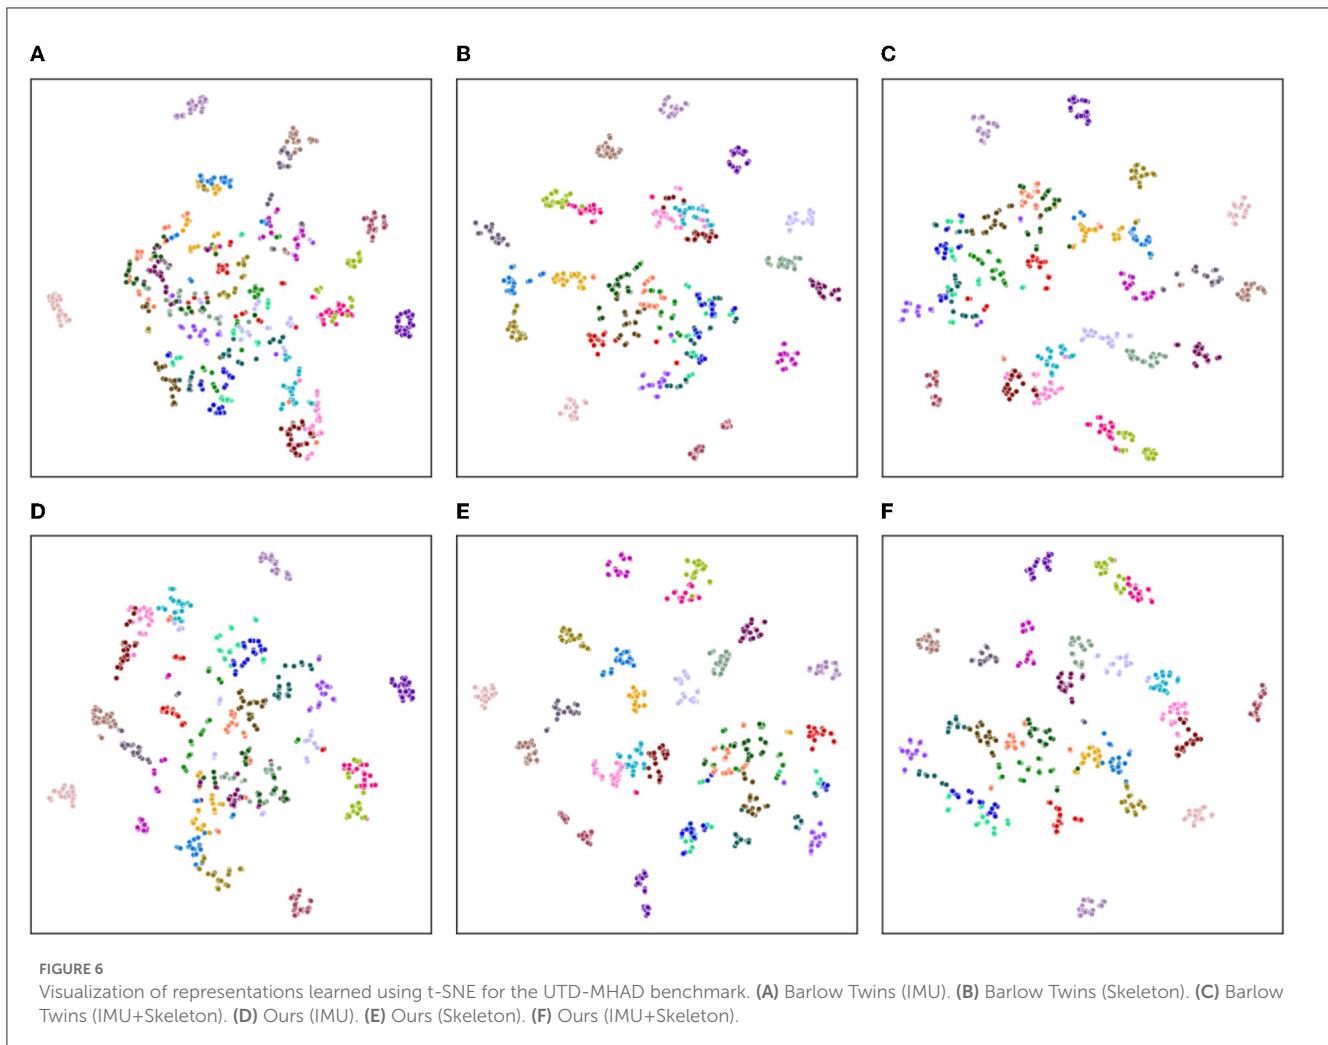 A B C
D E F
FIGURE 6
Visualization of representations learned using t-SNE for the UTD-MHAD benchmark. (A) Barlow Twins (IMU). (B) Barlow Twins (Skeleton). (C) Barlow
Twins (IMU+Skeleton). (D) Ours (IMU). (E) Ours (Skeleton). (F) Ours (IMU+Skeleton).